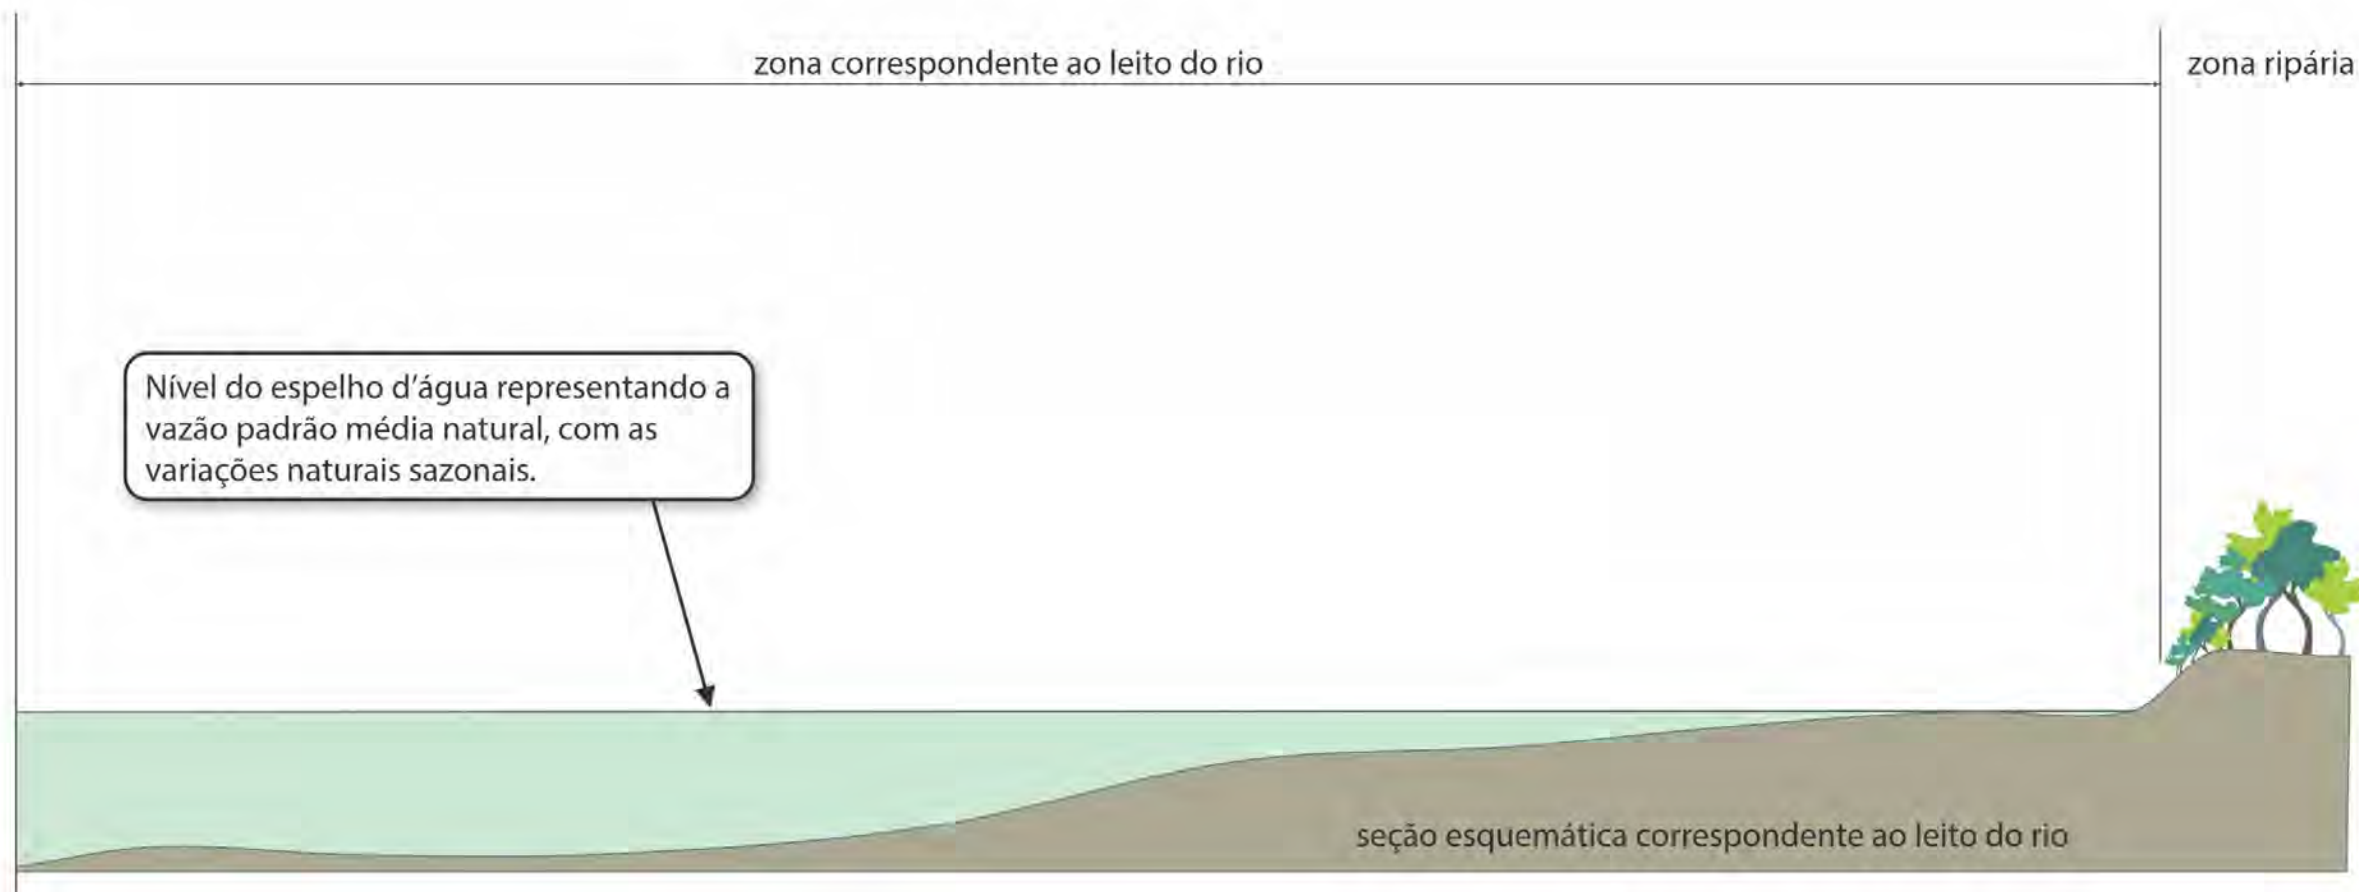 zona correspondente ao leito do rio
zona ripária
Nível do espelho d’água representando a
vazão padrão média natural, com as
variações naturais sazonais.
seção esquemática correspondente ao leito do rio